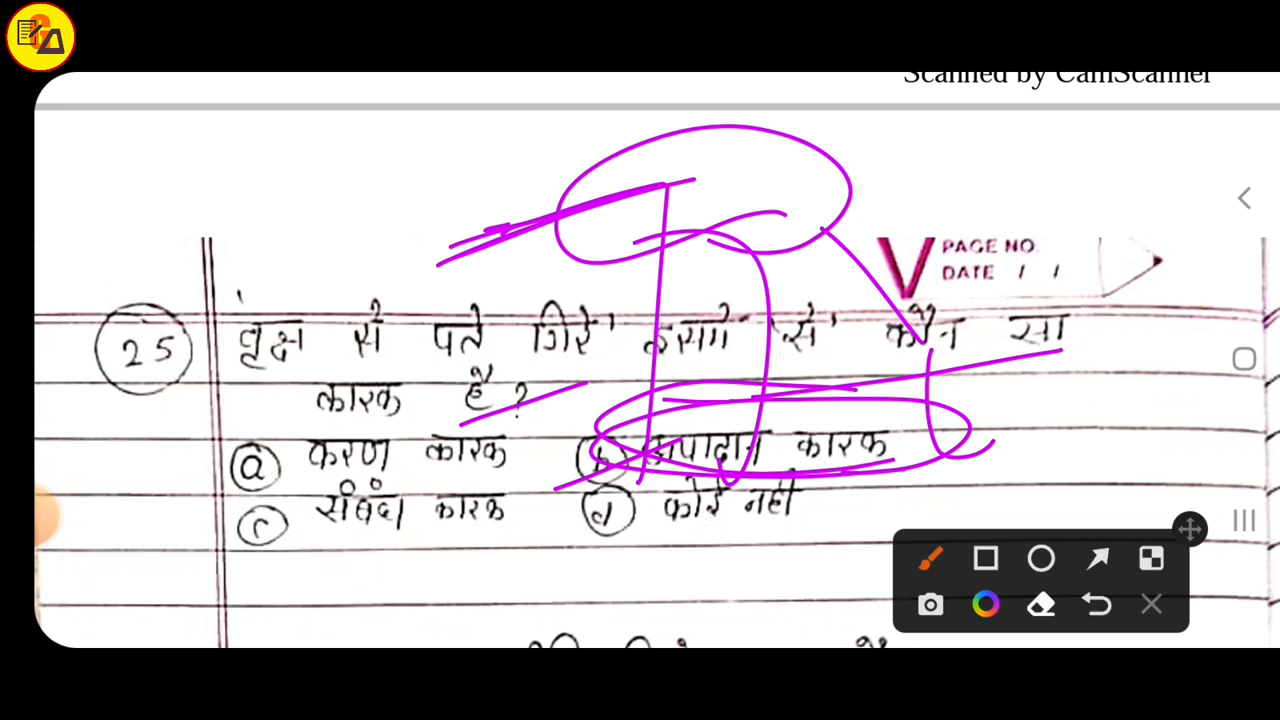 Scanned by CamScanner
PAGE NO.
DATE / /
25 वृक्ष से पते गिरे' इसमे 'से' कौन सा
कारक है ?
a करण कारक b अपादान कारक
c संबंध कारक d कोई नहीं